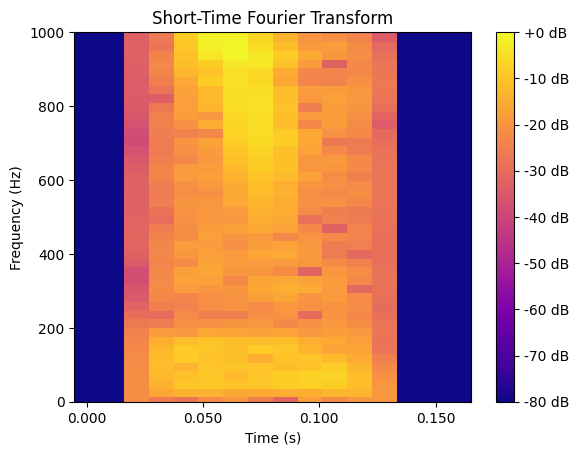 Short-Time Fourier Transform
Frequency (Hz)
1000
800
600
400
200
0
0.000 0.050 0.100 0.150
Time (s)
+0 dB
-10 dB
-20 dB
-30 dB
-40 dB
-50 dB
-60 dB
-70 dB
-80 dB